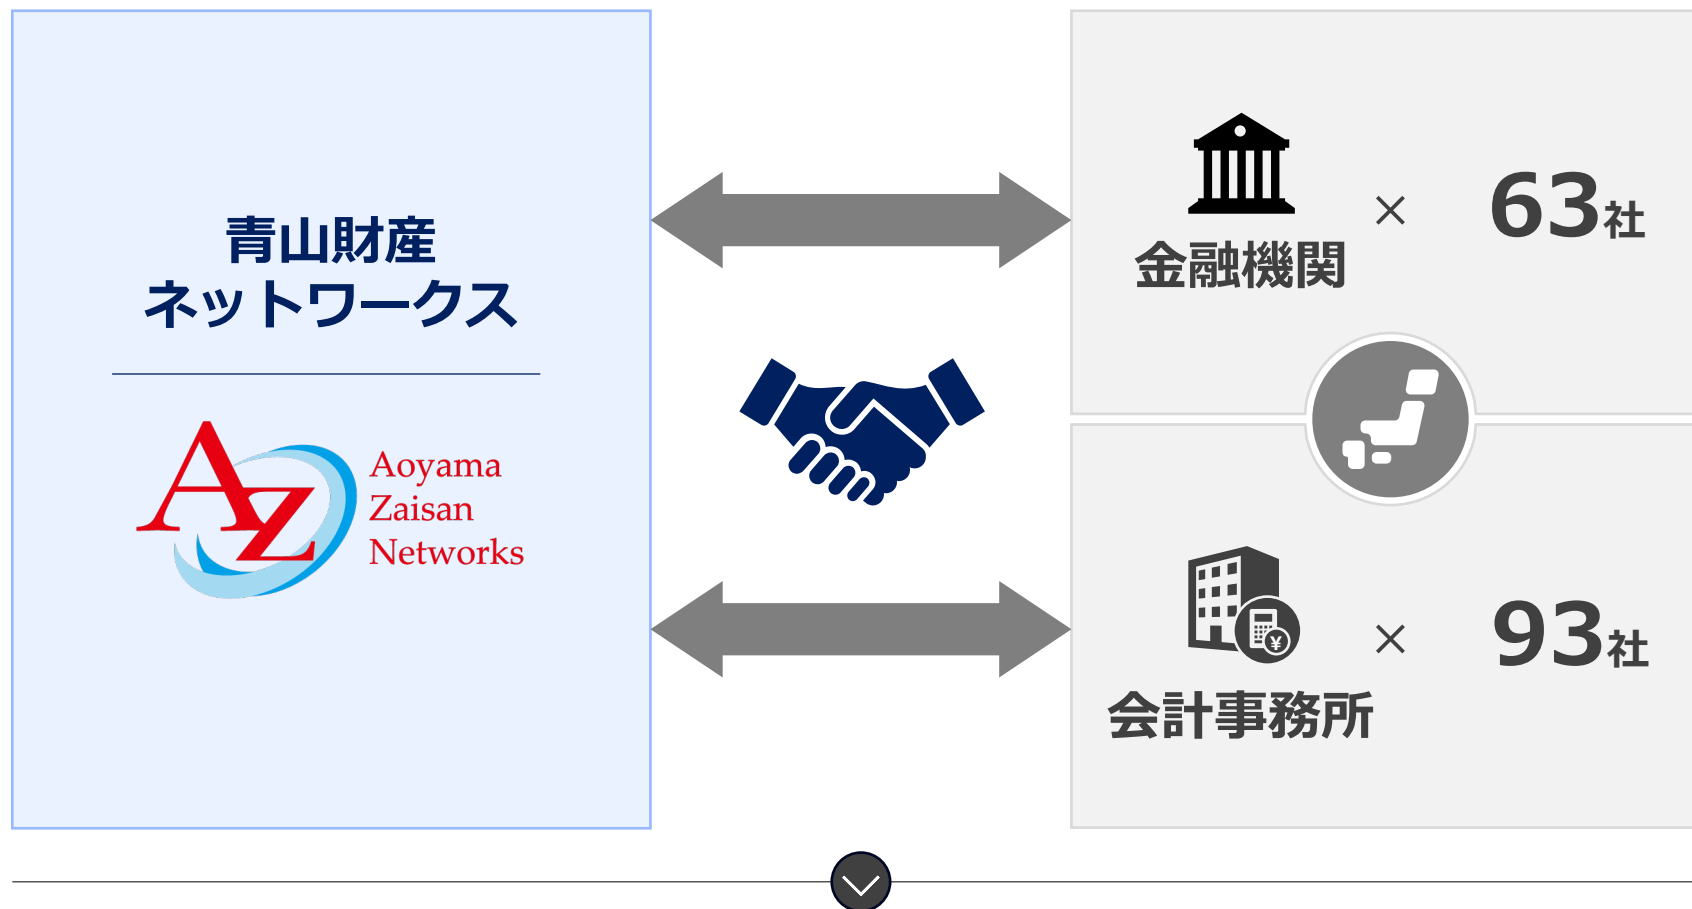 青山財産
ネットワークス
AZ
Aoyama
Zaisan
Networks
金融機関
× 63社
¥
会計事務所
× 93社